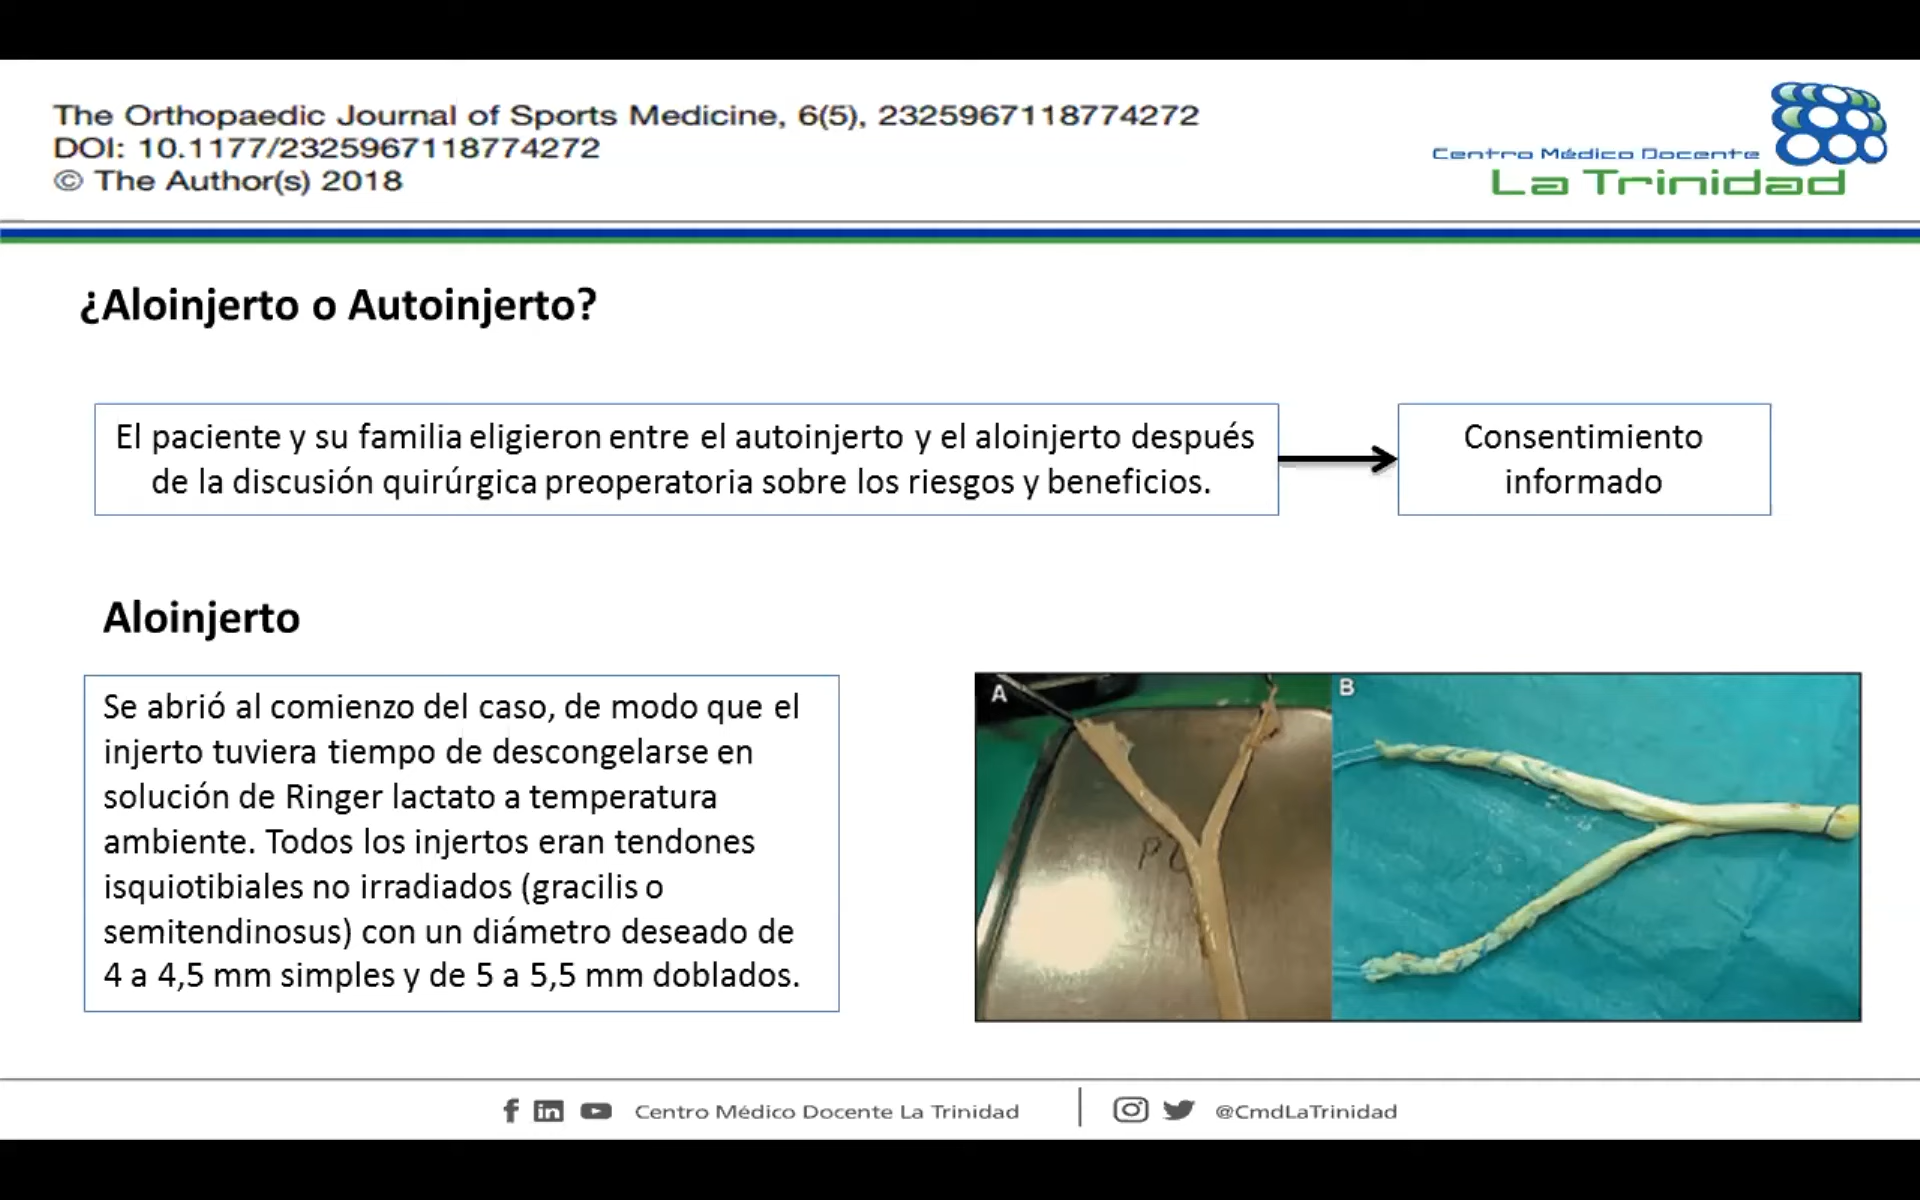 The Orthopaedic Journal of Sports Medicine, 6(5), 2325967118774272
DOI: 10.1177/2325967118774272
© The Author(s) 2018
Centro Médico Docente
La Trinidad
¿Aloinjerto o Autoinjerto?
El paciente y su familia eligieron entre el autoinjerto y el aloinjerto después
de la discusión quirúrgica preoperatoria sobre los riesgos y beneficios.
Consentimiento
informado
Aloinjerto
Se abrió al comienzo del caso, de modo que el
injerto tuviera tiempo de descongelarse en
solución de Ringer lactato a temperatura
ambiente. Todos los injertos eran tendones
isquiotibiales no irradiados (gracilis o
semitendinosus) con un diámetro deseado de
4 a 4,5 mm simples y de 5 a 5,5 mm doblados.
A
B
Centro Médico Docente La Trinidad
@CmdLaTrinidad